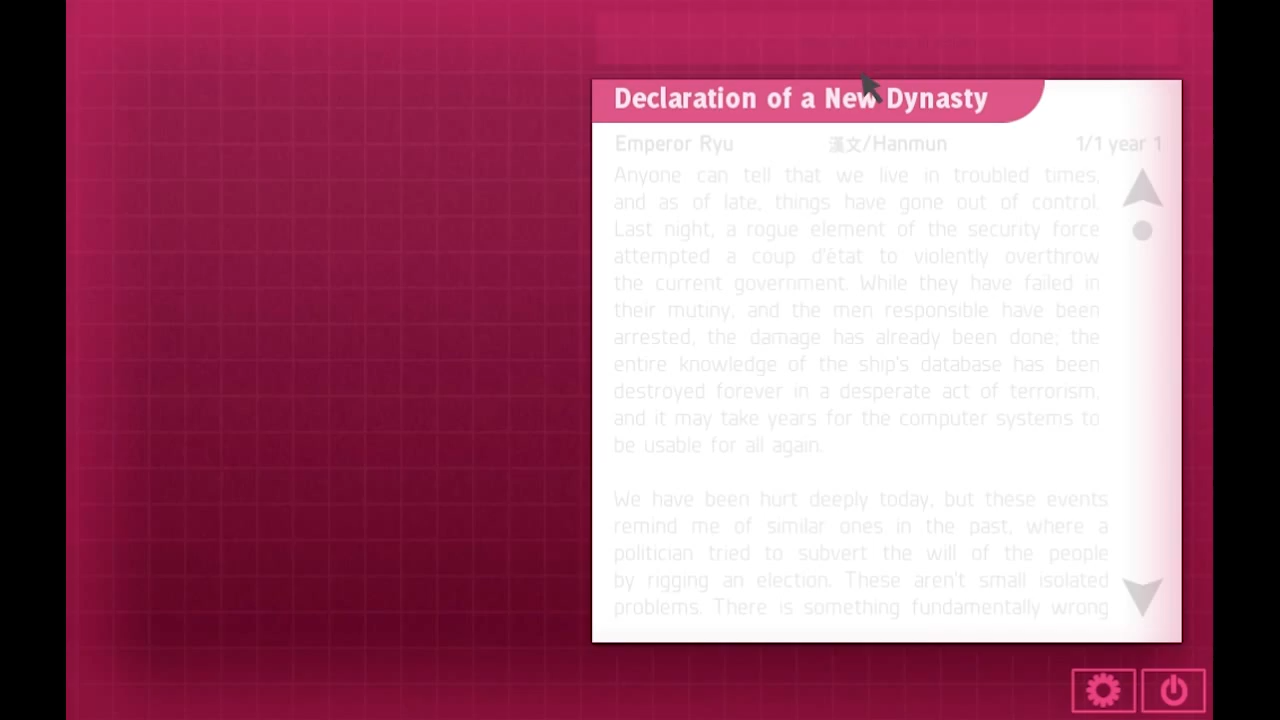 Declaration of a New Dynasty
Emperor Ryu 漢文/Hanmun 1/1 year 1
Anyone can tell that we live in troubled times,
and as of late, things have gone out of control.
Last night, a rogue element of the security force
attempted a coup d'état to violently overthrow
the current government. While they have failed in
their mutiny, and the men responsible have been
arrested, the damage has already been done; the
entire knowledge of the ship's database has been
destroyed forever in a desperate act of terrorism,
and it may take years for the computer systems to
be usable for all again.
We have been hurt deeply today, but these events
remind me of similar ones in the past, where a
politician tried to subvert the will of the people
by rigging an election. These aren't small isolated
problems. There is something fundamentally wrong